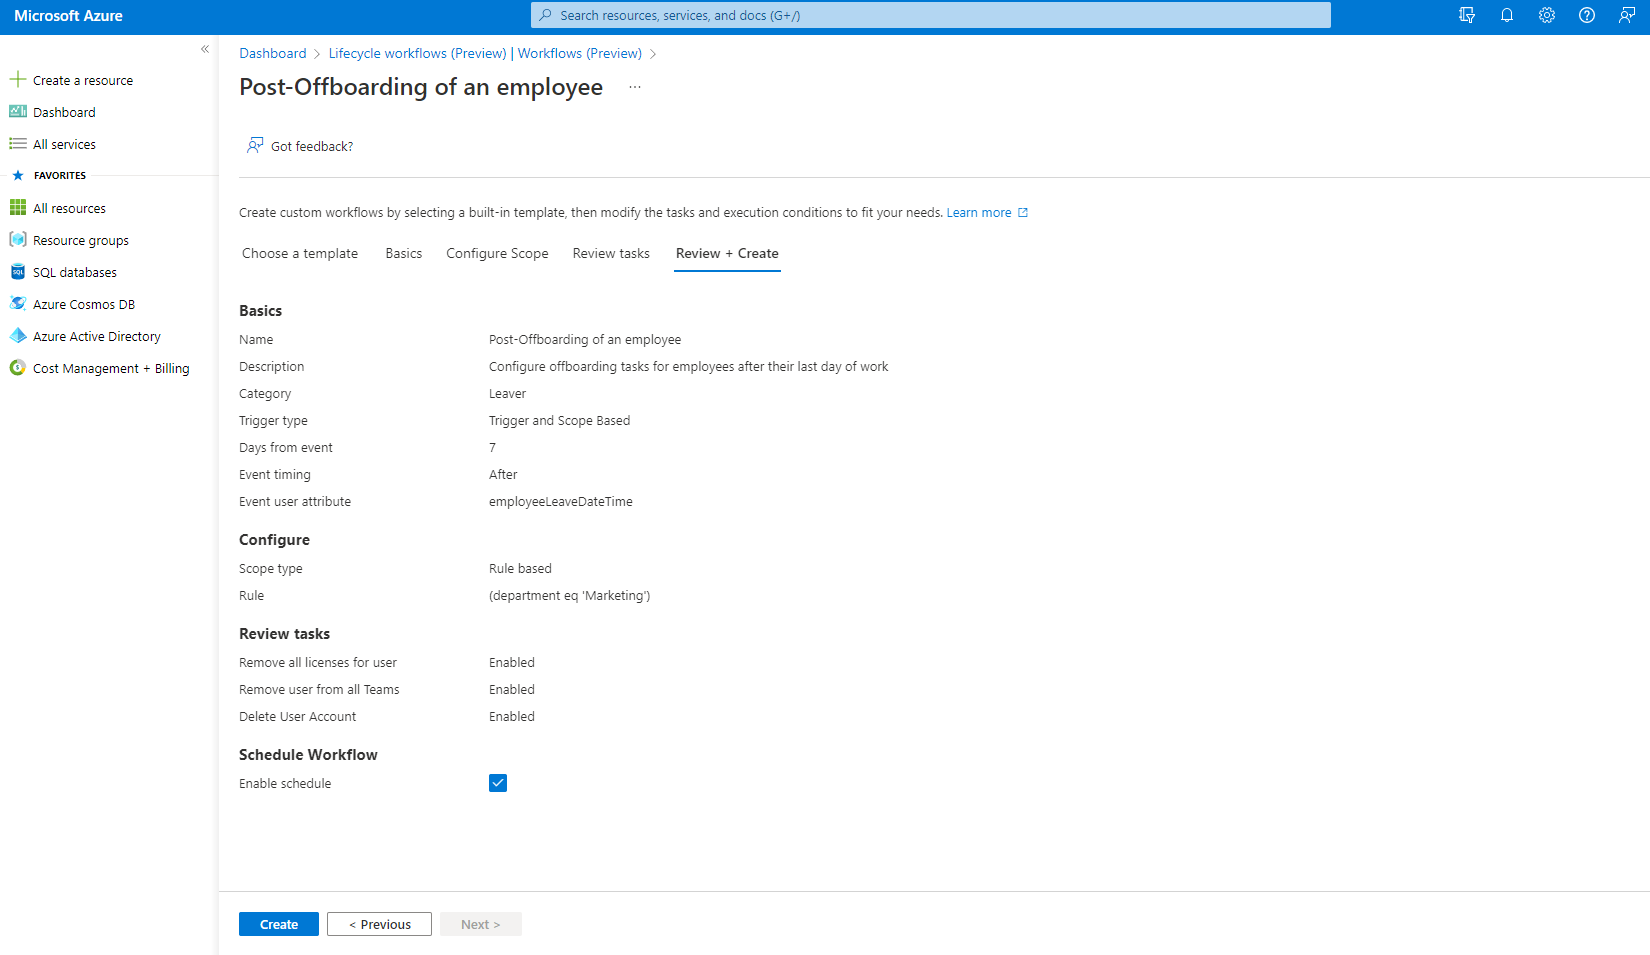 Microsoft Azure
Search resources, services, and docs (G+/)
Create a resource
Dashboard
All services
FAVORITES
All resources
Resource groups
SQL databases
Azure Cosmos DB
Azure Active Directory
Cost Management + Billing
Dashboard > Lifecycle workflows (Preview) | Workflows (Preview) >
Post-Offboarding of an employee ...
Got feedback?
Create custom workflows by selecting a built-in template, then modify the tasks and execution conditions to fit your needs. Learn more
Choose a template Basics Configure Scope Review tasks Review + Create
Basics
Name Post-Offboarding of an employee
Description Configure offboarding tasks for employees after their last day of work
Category Leaver
Trigger type Trigger and Scope Based
Days from event 7
Event timing After
Event user attribute employeeLeaveDateTime
Configure
Scope type Rule based
Rule (department eq 'Marketing')
Review tasks
Remove all licenses for user Enabled
Remove user from all Teams Enabled
Delete User Account Enabled
Schedule Workflow
Enable schedule
Create < Previous Next >